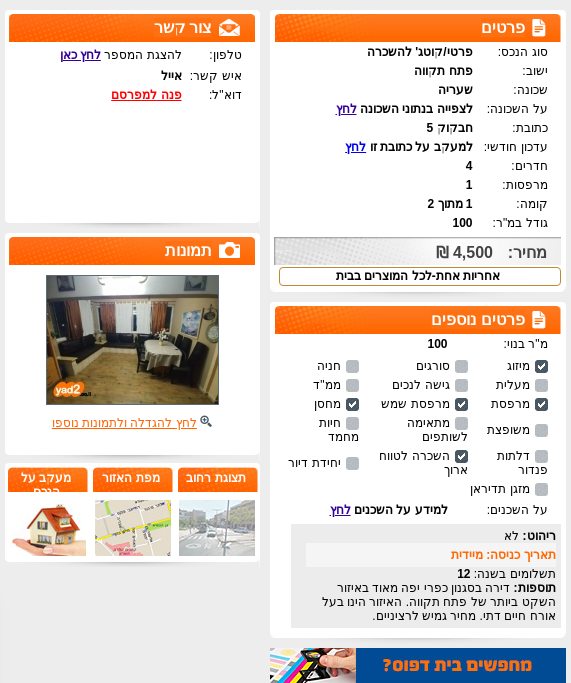 פרטים
סוג הנכס: פרטי/קוטג' להשכרה
ישוב: פתח תקווה
שכונה: שעריה
על השכונה: לצפייה בנתוני השכונה לחץ
כתובת: חבקוק 5
עדכון חודשי: למעקב על כתובת זו לחץ
חדרים: 4
מרפסות: 1
קומה: 1 מתוך 2
גודל במ"ר: 100
מחיר: 4,500 ₪
אחריות אחת-לכל המוצרים בבית
פרטים נוספים
מ"ר בנוי: 100
מיזוג סורגים חניה
מעלית גישה לנכים ממ"ד
מרפסת מרפסת שמש מחסן
משופצת מתאימה לשותפים חיות מחמד
דלתות פנדור השכרה לטווח ארוך יחידת דיור
מזגן תדיראן
על השכנים: למידע על השכנים לחץ
ריהוט: לא
תאריך כניסה: מיידית
תשלומים בשנה: 12
תוספות: דירה בסגנון כפרי יפה מאוד באיזור
השקט ביותר של פתח תקווה. האיזור הינו בעל
אורח חיים דתי. מחיר גמיש לרציניים.
מחפשים בית דפוס?
צור קשר
טלפון: להצגת המספר לחץ כאן
איש קשר: אייל
דוא"ל: פנה למפרסם
תמונות
yad2
לחץ להגדלה ולתמונות נוספו
תצוגת רחוב
מפת האזור
מעקב על
הנכס